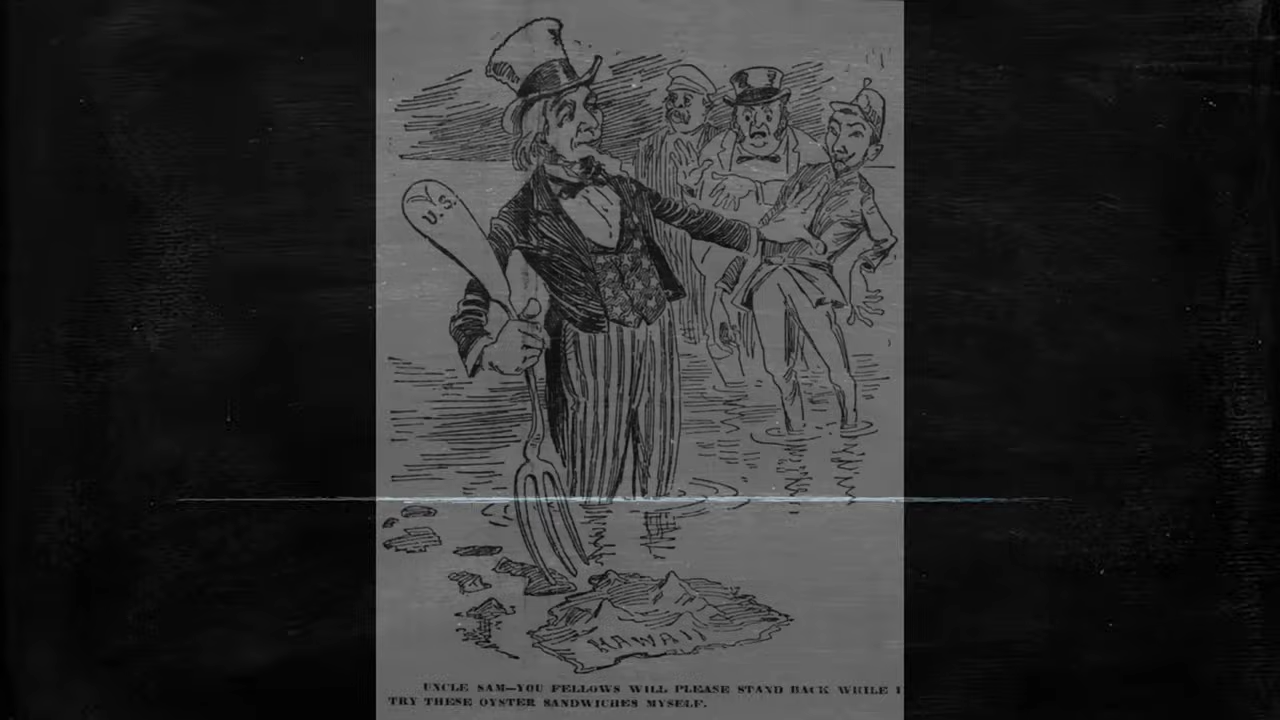 U.S.
HAWAII
UNCLE SAM—YOU FELLOWS WILL PLEASE STAND BACK WHILE I
TRY THESE OYSTER SANDWICHES MYSELF.